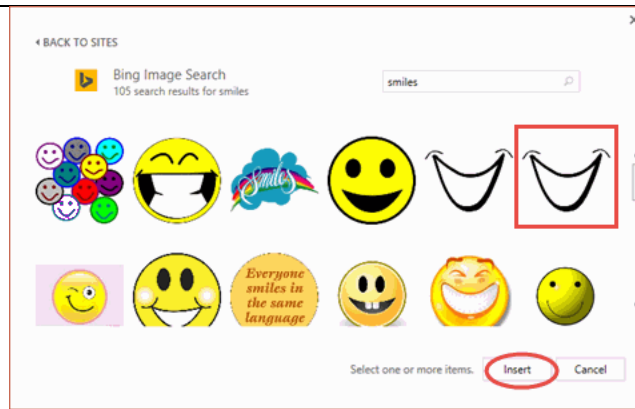 BACK TO SITES
Bing Image Search
105 search results for smiles
smiles
Smiles
Everyone
smiles in
the same
language
Select one or more items.
Insert
Cancel